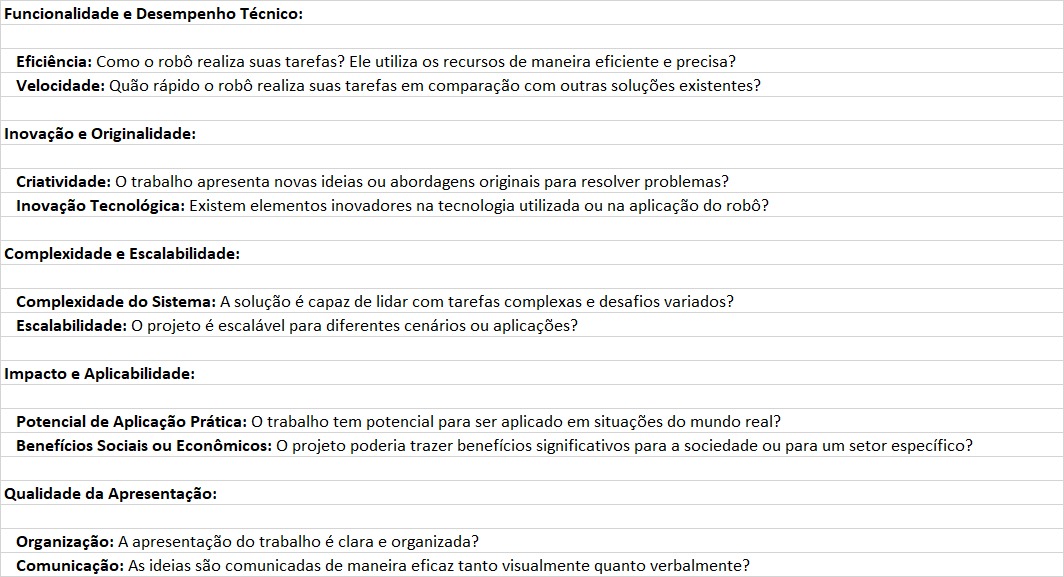 Funcionalidade e Desempenho Técnico:
Eficiência: Como o robô realiza suas tarefas? Ele utiliza os recursos de maneira eficiente e precisa?
Velocidade: Quão rápido o robô realiza suas tarefas em comparação com outras soluções existentes?
Inovação e Originalidade:
Criatividade: O trabalho apresenta novas ideias ou abordagens originais para resolver problemas?
Inovação Tecnológica: Existem elementos inovadores na tecnologia utilizada ou na aplicação do robô?
Complexidade e Escalabilidade:
Complexidade do Sistema: A solução é capaz de lidar com tarefas complexas e desafios variados?
Escalabilidade: O projeto é escalável para diferentes cenários ou aplicações?
Impacto e Aplicabilidade:
Potencial de Aplicação Prática: O trabalho tem potencial para ser aplicado em situações do mundo real?
Benefícios Sociais ou Econômicos: O projeto poderia trazer benefícios significativos para a sociedade ou para um setor específico?
Qualidade da Apresentação:
Organização: A apresentação do trabalho é clara e organizada?
Comunicação: As ideias são comunicadas de maneira eficaz tanto visualmente quanto verbalmente?